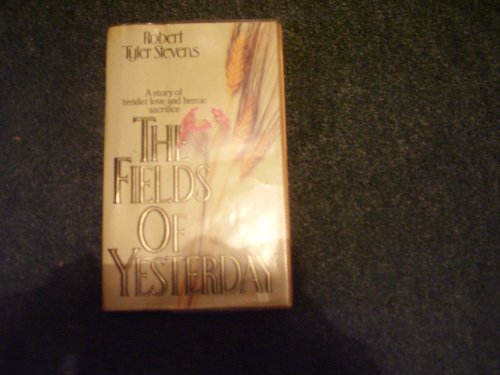 Robert
Tyler Stevens
A story of
tender love and heroic
sacrifice
THE
FIELDS
OF
YESTERDAY